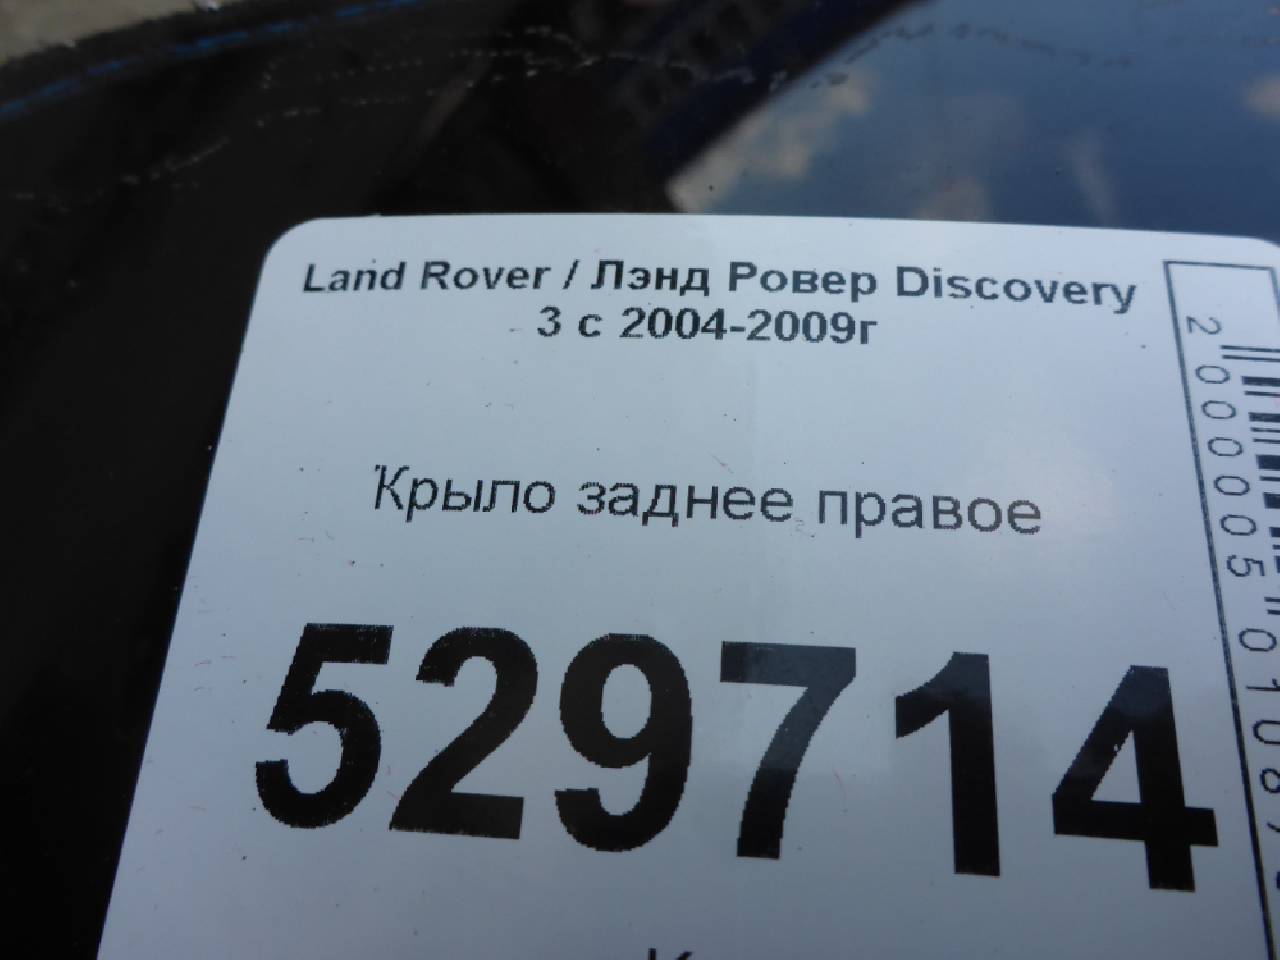 Land Rover / Лэнд Ровер Discovery
3 с 2004-2009г
Крыло заднее правое
529714